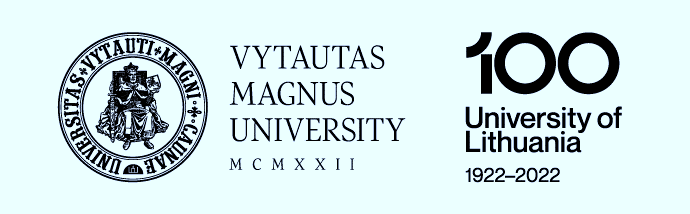 UNIVERSITAS VYTAUTI MAGNI CAUNAE
VYTAUTAS
MAGNUS
UNIVERSITY
MCMXXII
100
University of
Lithuania
1922–2022